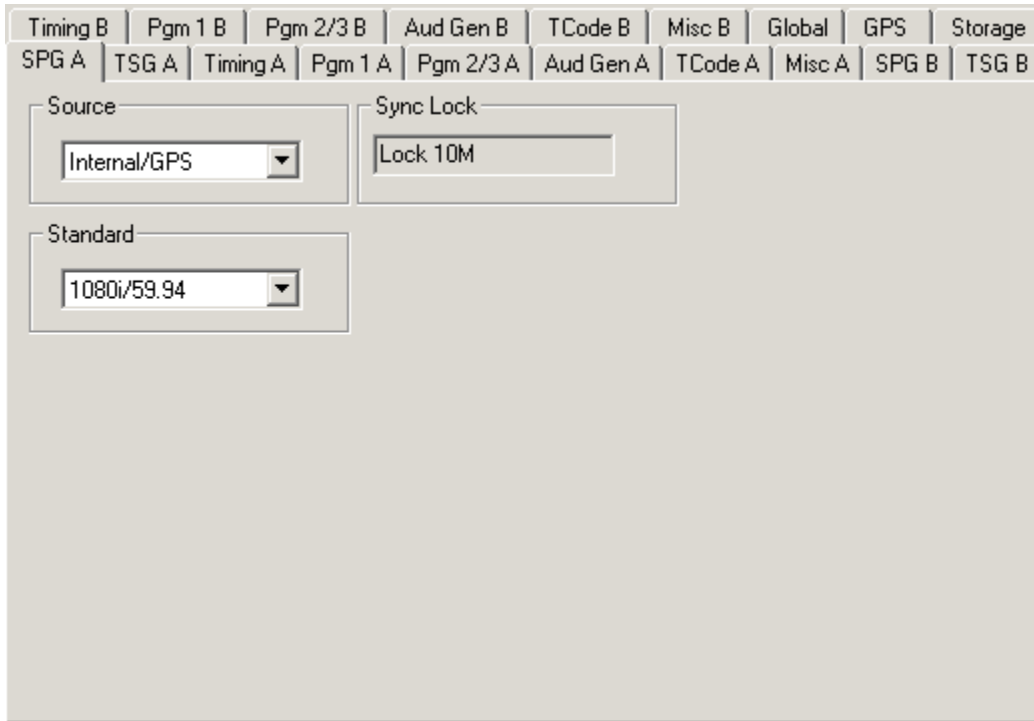 Timing B Pgm 1 B Pgm 2/3 B Aud Gen B TCode B Misc B Global GPS Storage
SPG A TSG A Timing A Pgm 1 A Pgm 2/3 A Aud Gen A TCode A Misc A SPG B TSG B
Source Sync Lock
Internal/GPS Lock 10M
Standard
1080i/59.94